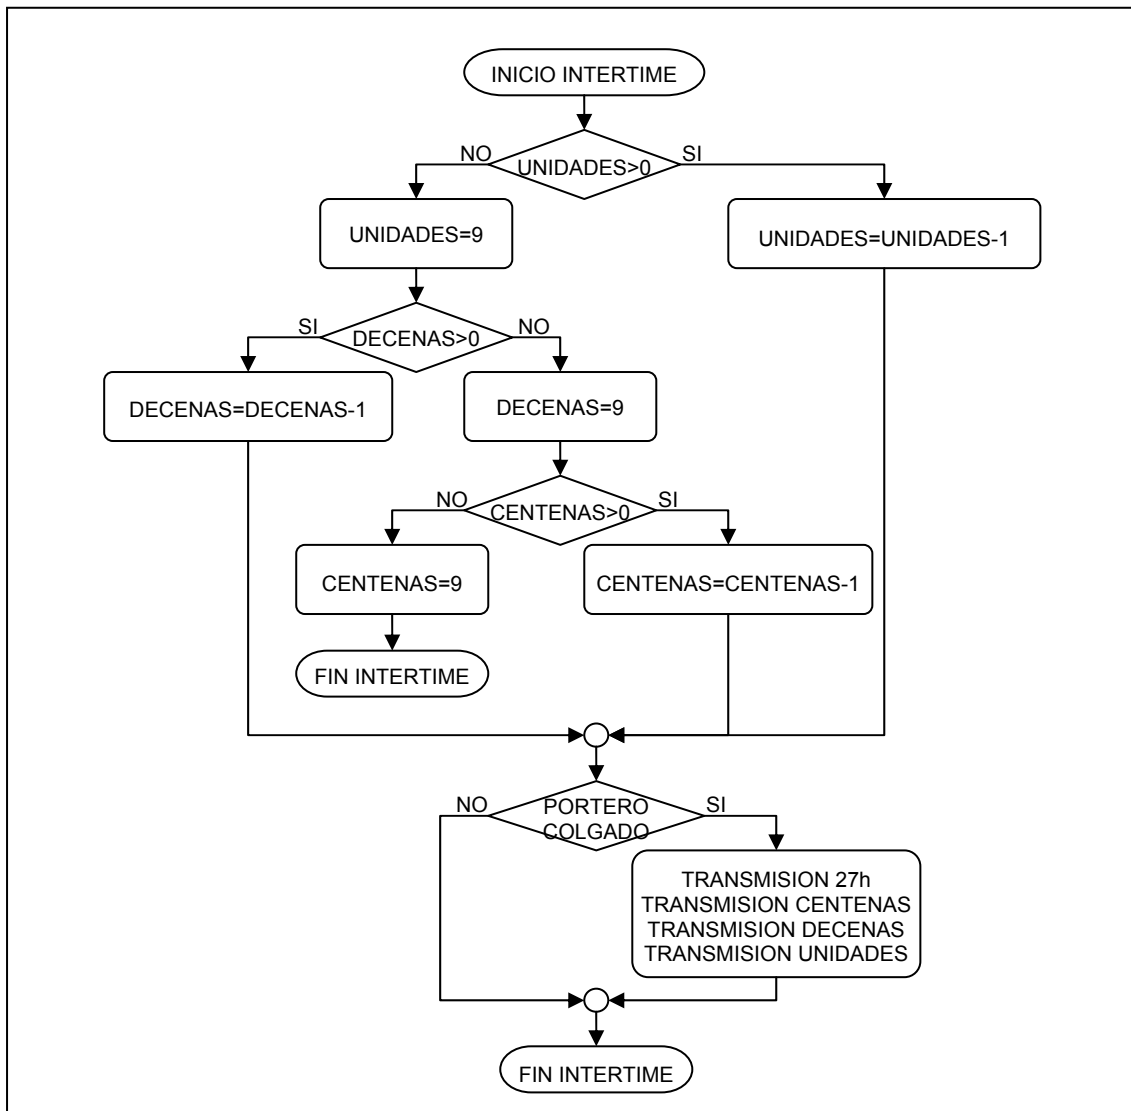 INICIO INTERTIME
NO
SI
UNIDADES>0
UNIDADES=9
UNIDADES=UNIDADES-1
SI
NO
DECENAS>0
DECENAS=DECENAS-1
DECENAS=9
NO
SI
CENTENAS>0
CENTENAS=9
CENTENAS=CENTENAS-1
FIN INTERTIME
NO
SI
PORTERO
COLGADO
TRANSMISION 27h
TRANSMISION CENTENAS
TRANSMISION DECENAS
TRANSMISION UNIDADES
FIN INTERTIME